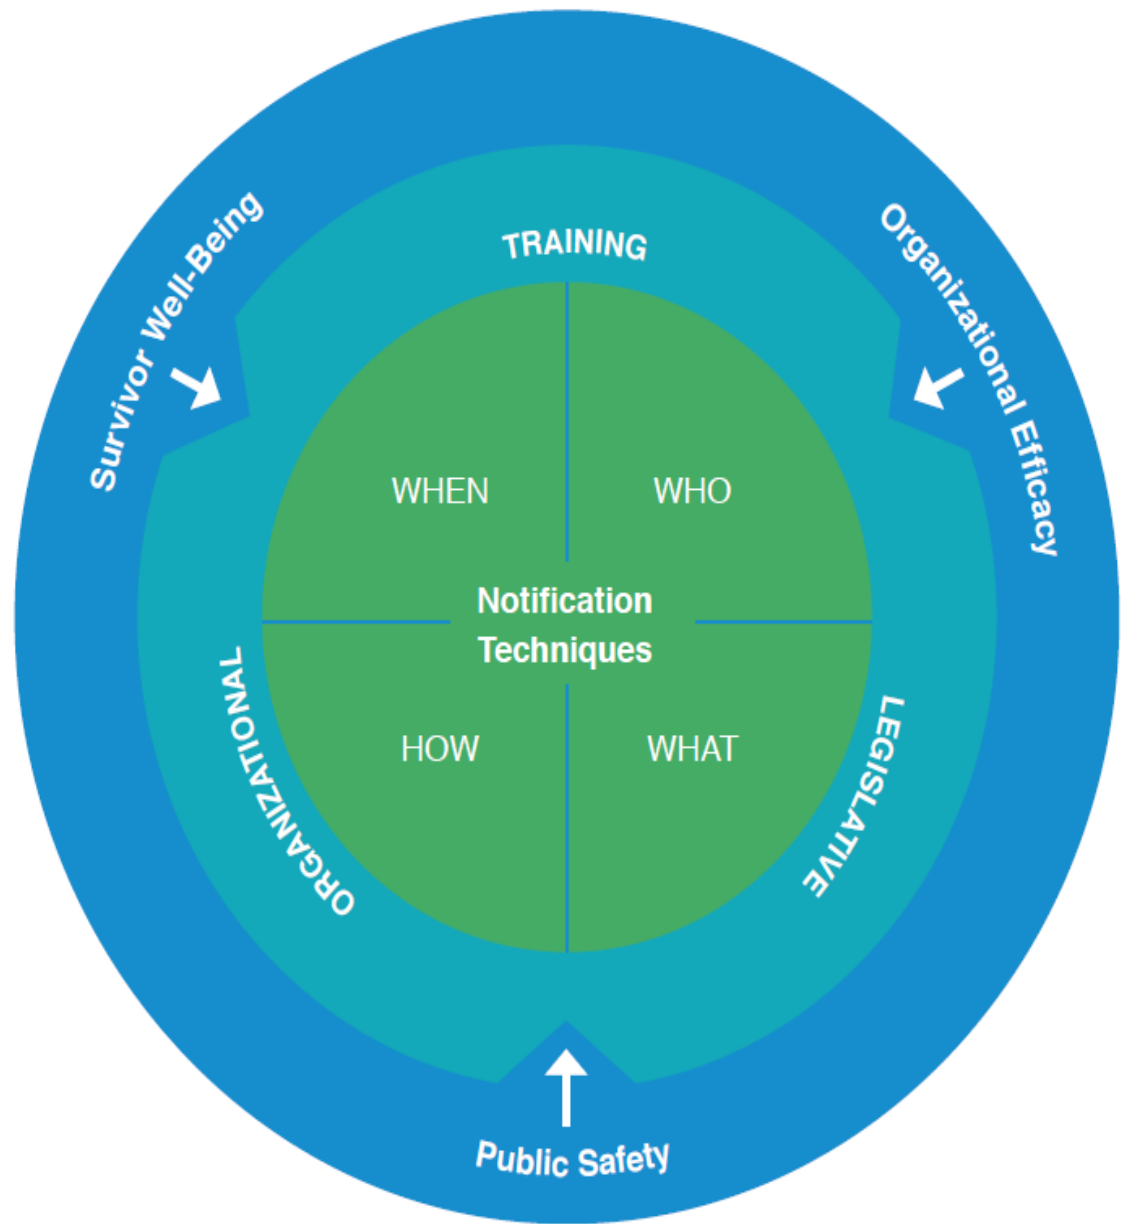 Survivor Well-Being
Organizational Efficacy
TRAINING
WHEN
WHO
Notification
Techniques
HOW
WHAT
ORGANIZATIONAL
LEGISLATIVE
Public Safety